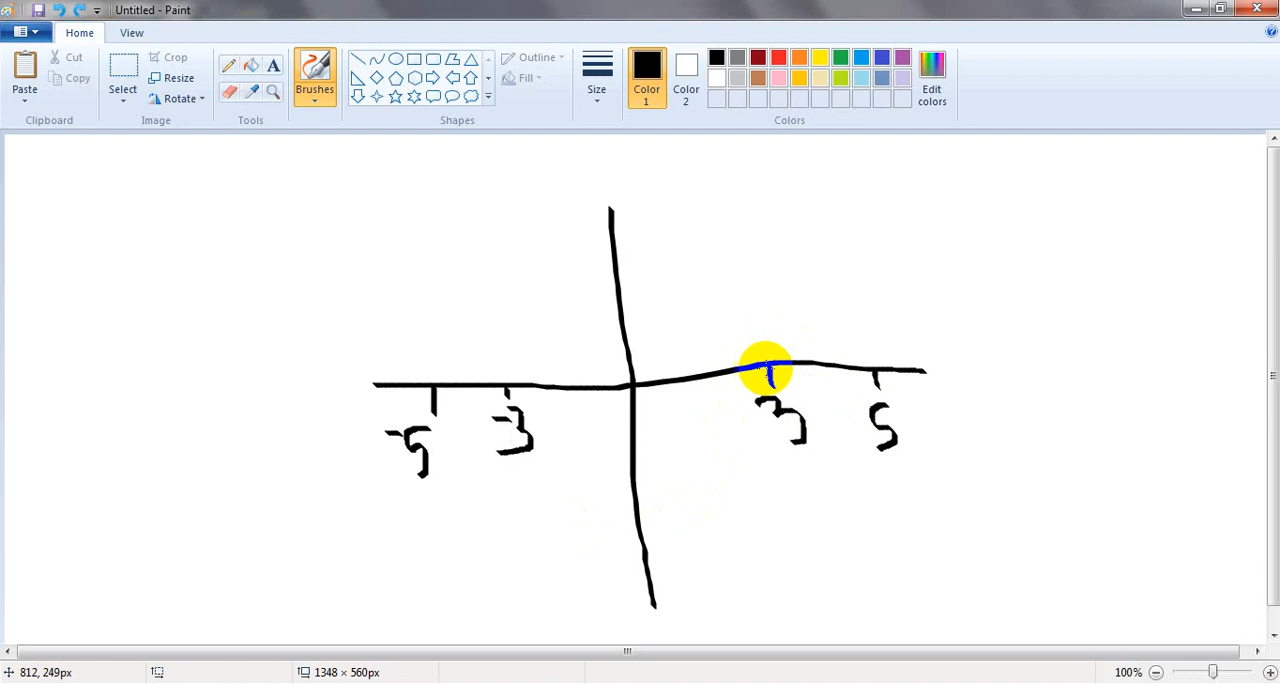 Untitled - Paint
Home View
Paste
Cut
Copy
Clipboard
Select
Crop
Resize
Rotate
Image
A
Tools
Brushes
Outline
Fill
Shapes
Size
Color 1
Color 2
Edit colors
Colors
-5 -3 3 5
812, 249px 1348 × 560px 100%